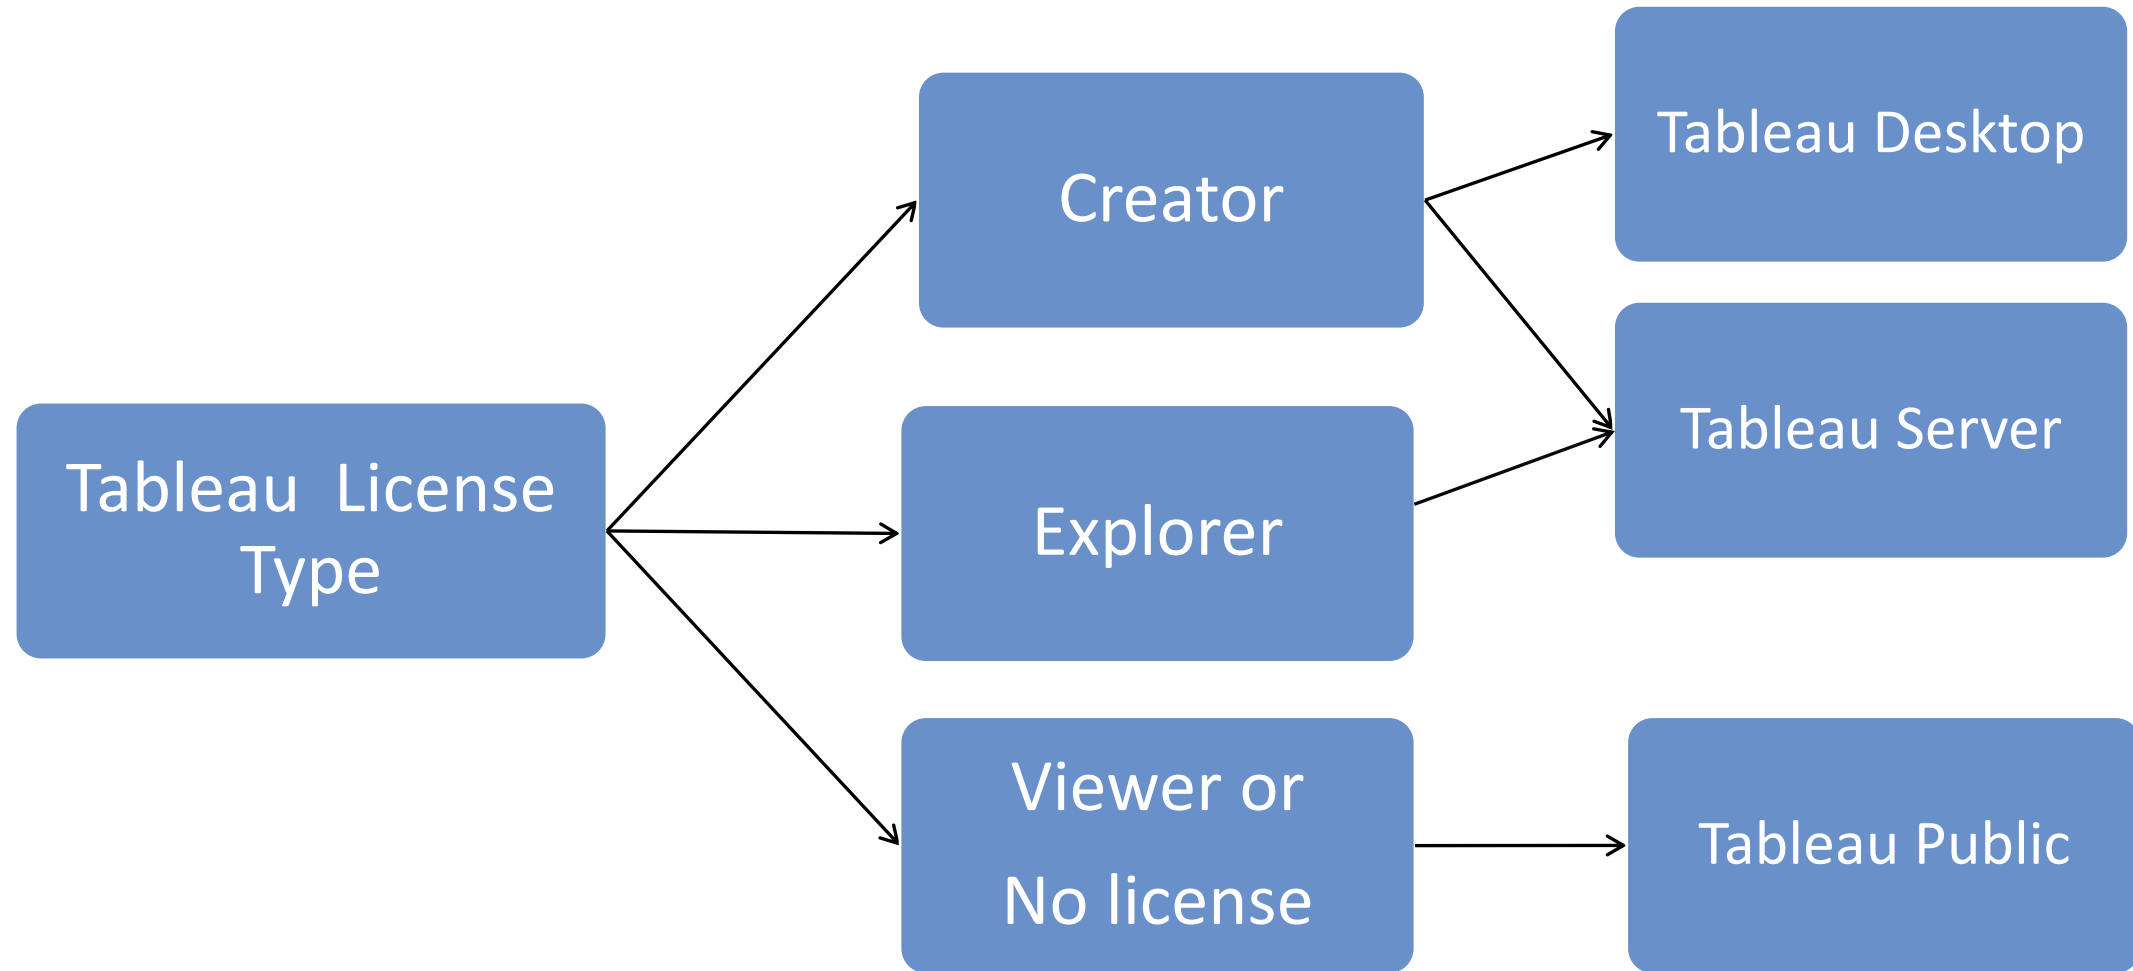 Tableau  License
Type
Creator
Explorer
Viewer or
No license
Tableau Desktop
Tableau Server
Tableau Public